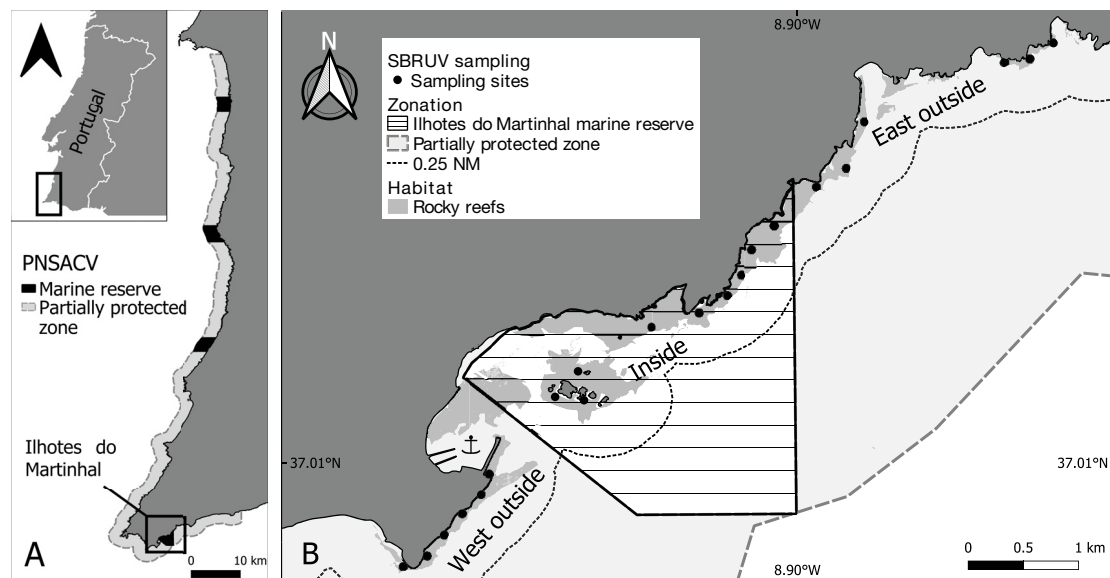 Portugal
PNSACV
Marine reserve
Partially protected
zone
Ilhotes do
Martinhal
A
0 10 km
8.90°W
N
SBRUV sampling
Sampling sites
Zonation
Ilhotes do Martinhal marine reserve
Partially protected zone
0.25 NM
Habitat
Rocky reefs
East outside
Inside
West outside
37.01°N
37.01°N
B
8.90°W
0 0.5 1 km